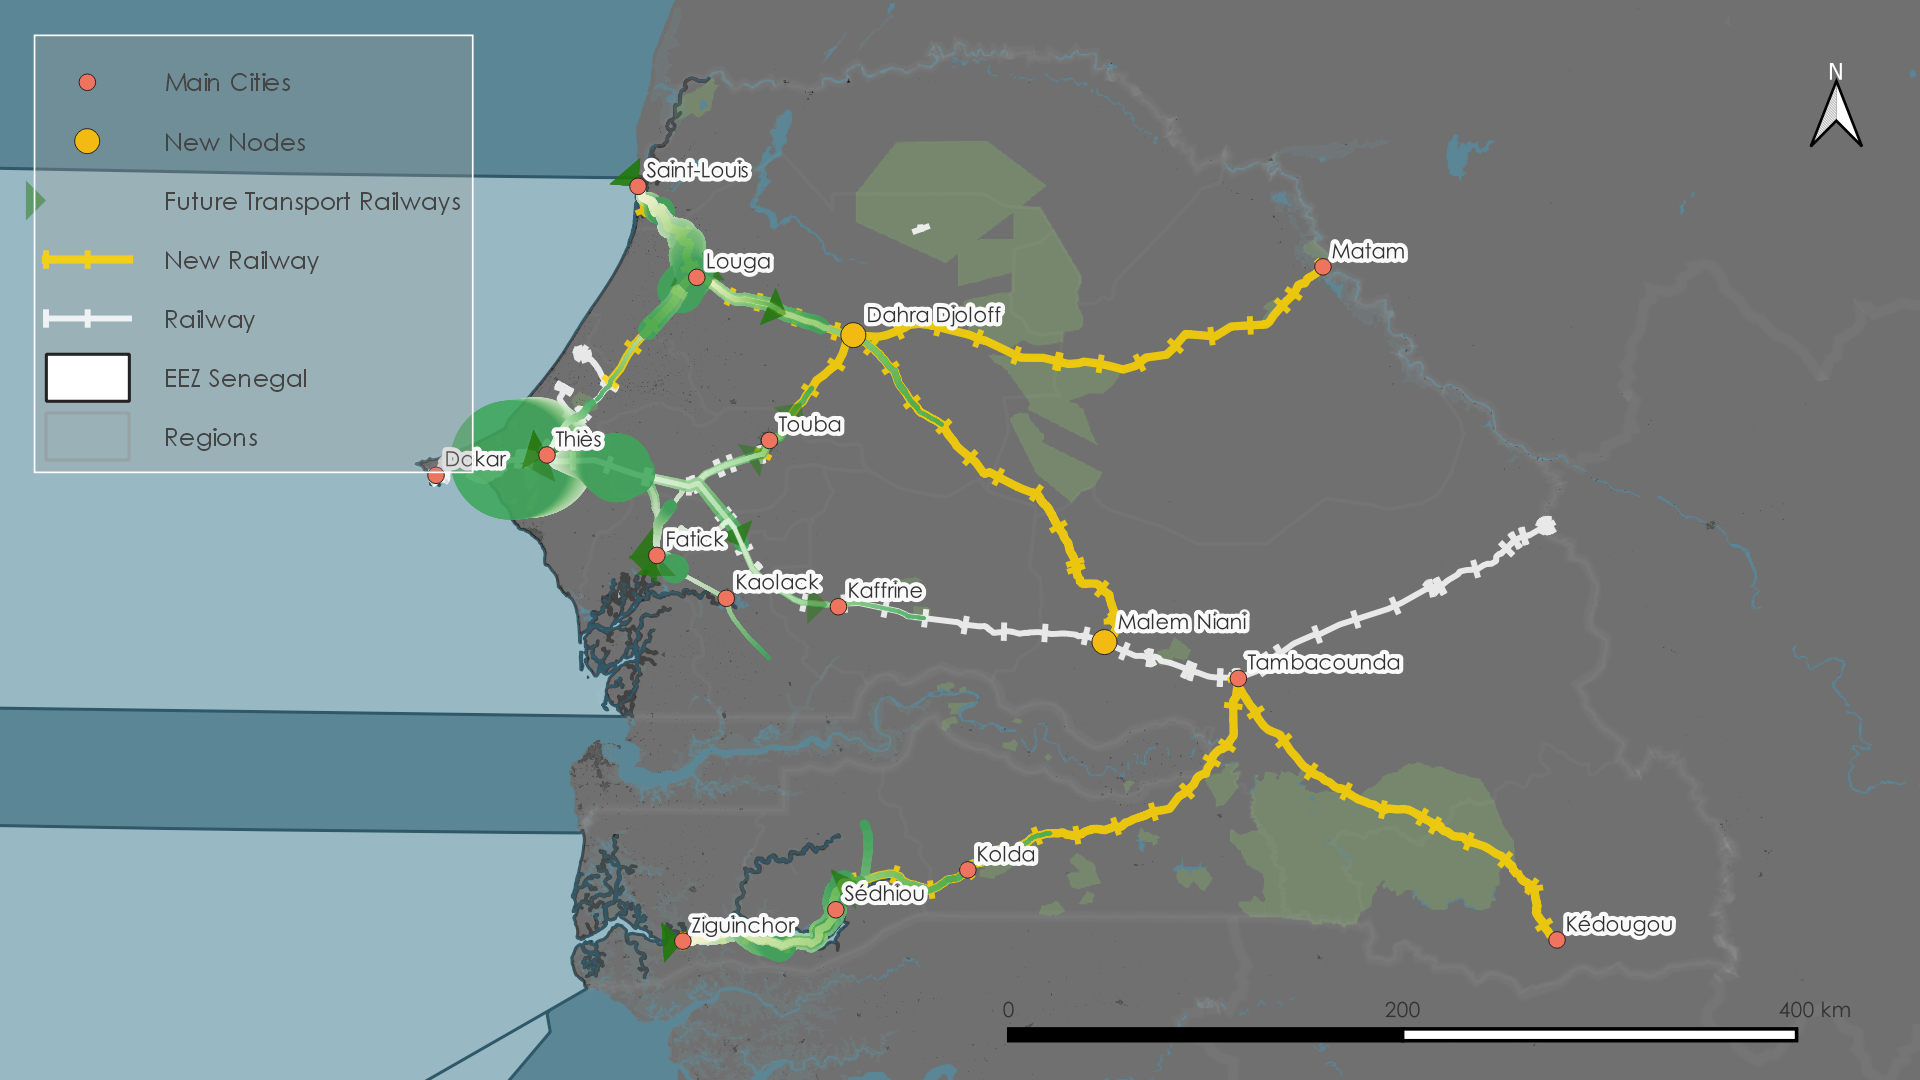 Main Cities
New Nodes
Future Transport Railways
New Railway
Railway
EEZ Senegal
Regions
N
Saint-Louis
Louga
Matam
Dahra Djoloff
Touba
Thiès
Dakar
Fatick
Kaolack
Kaffrine
Malem Niani
Tambacounda
Kolda
Sédhiou
Ziguinchor
Kédougou
0 200 400 km